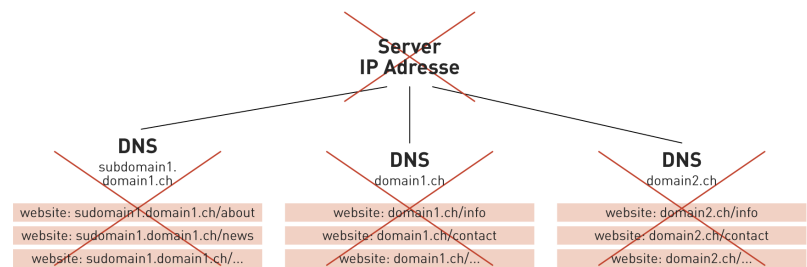 Server
IP Adresse
DNS
subdomain1.
domain1.ch
website: sudomain1.domain1.ch/about
website: sudomain1.domain1.ch/news
website: sudomain1.domain1.ch/...
DNS
domain1.ch
website: domain1.ch/info
website: domain1.ch/contact
website: domain1.ch/...
DNS
domain2.ch
website: domain2.ch/info
website: domain2.ch/contact
website: domain2.ch/...